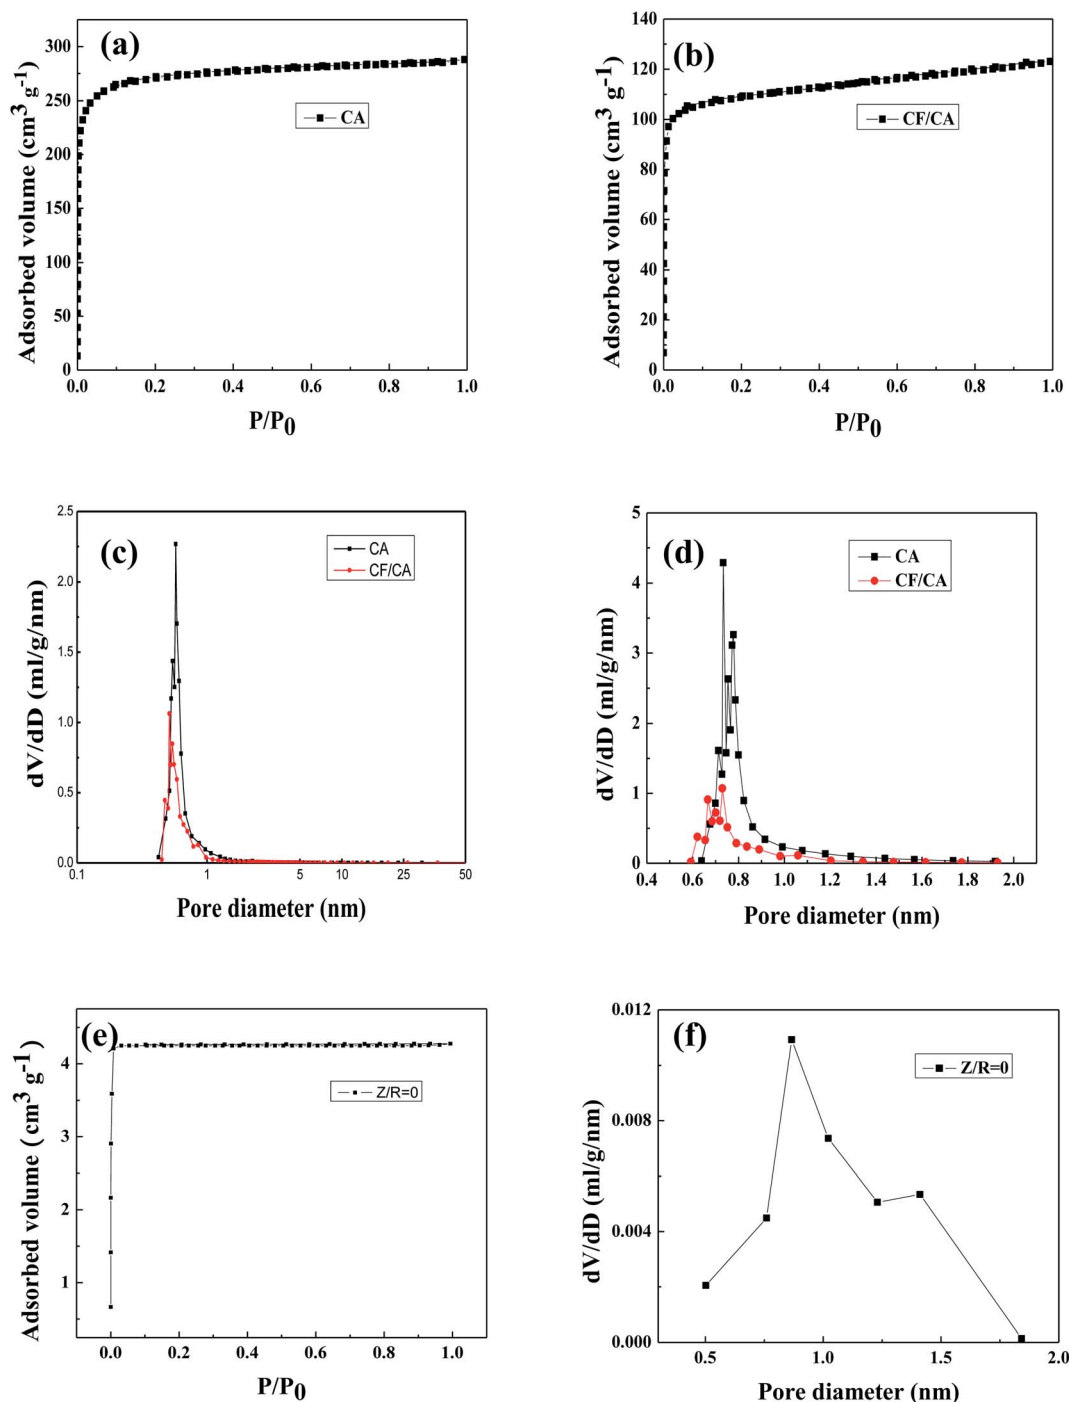 (a)
300
250
200
150
100
50
0
Adsorbed volume (cm³ g⁻¹)
CA
0.0 0.2 0.4 0.6 0.8 1.0
P/P₀
(b)
140
120
100
80
60
40
20
0
Adsorbed volume (cm³ g⁻¹)
CF/CA
0.0 0.2 0.4 0.6 0.8 1.0
P/P₀
(c)
2.5
2.0
1.5
1.0
0.5
0.0
dV/dD (ml/g/nm)
CA
CF/CA
0.1 1 5 10 25 50
Pore diameter (nm)
(d)
5
4
3
2
1
0
dV/dD (ml/g/nm)
CA
CF/CA
0.4 0.6 0.8 1.0 1.2 1.4 1.6 1.8 2.0
Pore diameter (nm)
(e)
4
3
2
1
Adsorbed volume ( cm³ g⁻¹)
Z/R=0
0.0 0.2 0.4 0.6 0.8 1.0
P/P₀
(f)
0.012
0.008
0.004
0.000
dV/dD (ml/g/nm)
Z/R=0
0.5 1.0 1.5 2.0
Pore diameter (nm)